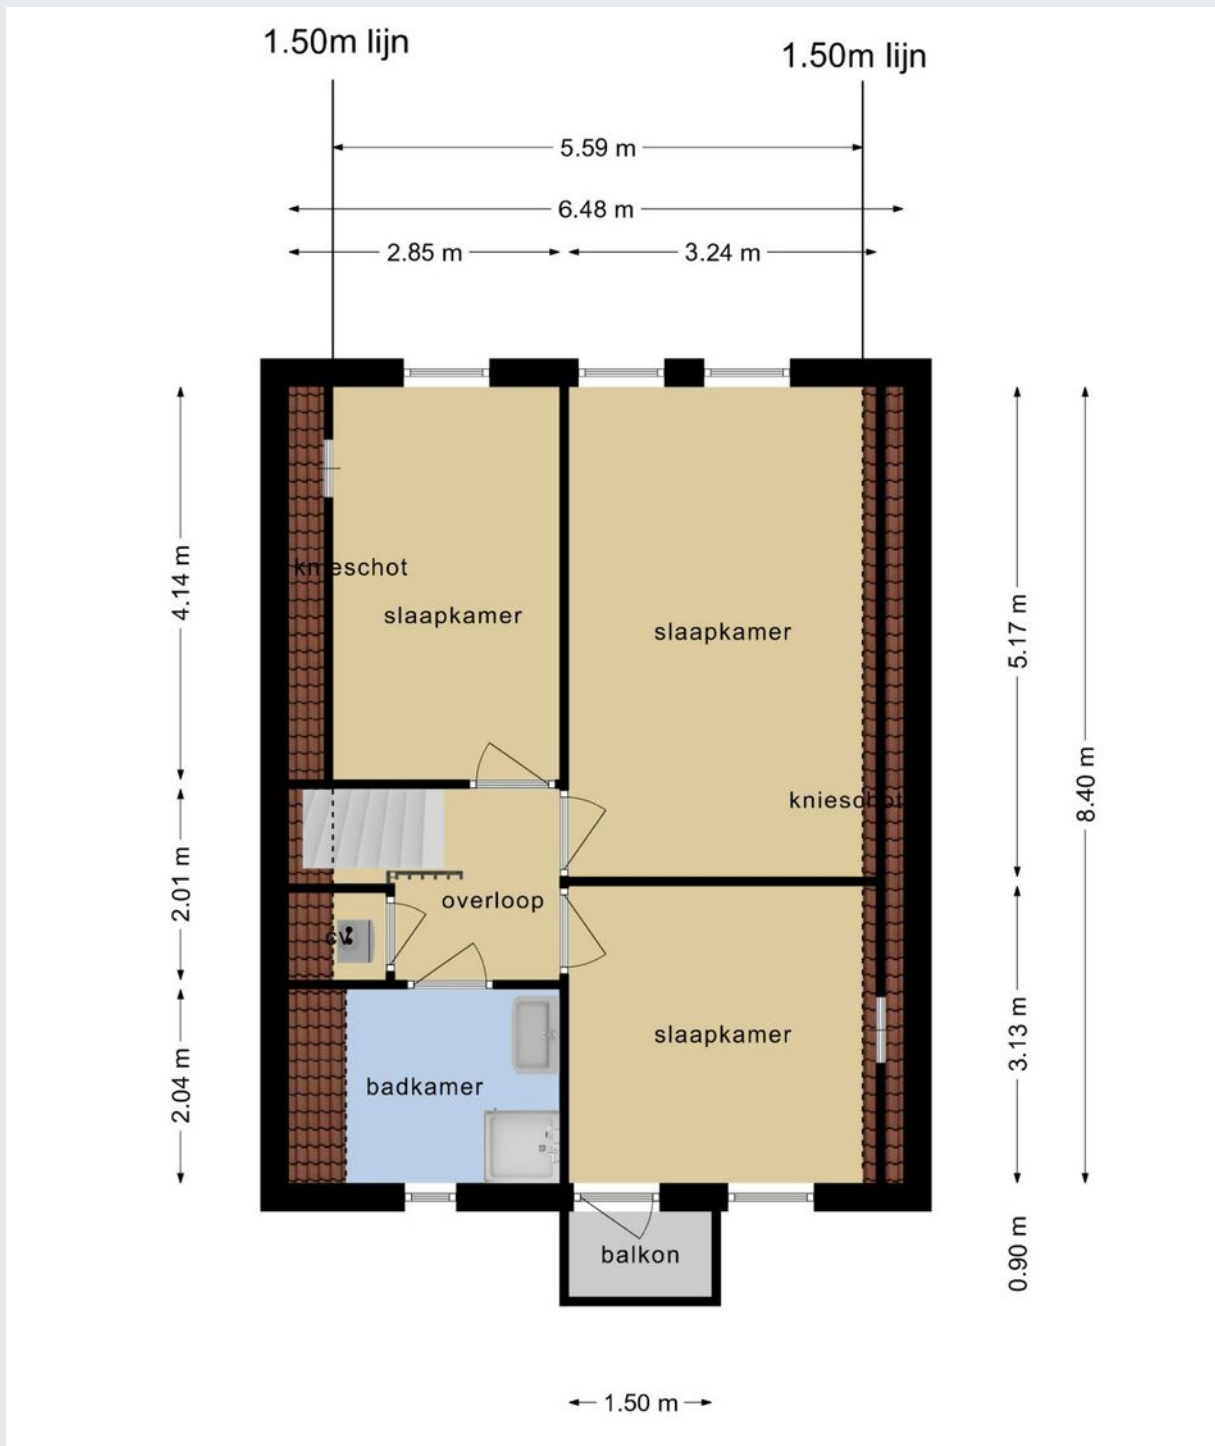 1.50m lijn
1.50m lijn
5.59 m
6.48 m
2.85 m
3.24 m
4.14 m
knieschot
slaapkamer
slaapkamer
5.17 m
8.40 m
knieschot
2.01 m
overloop
cv
slaapkamer
3.13 m
2.04 m
badkamer
balkon
0.90 m
1.50 m